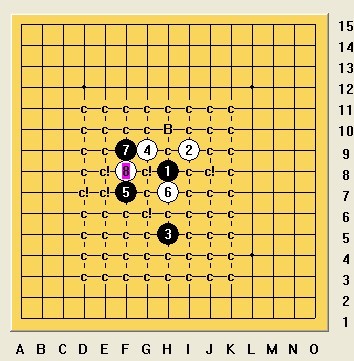 15
14
13
12
c c c c c c c c 11
c c c c B c c c 10
c c 7 4 c 2 c c 9
c c! 8 c! 1 c c! c 8
c! c! 5 c 6 c c c 7
c c c c! c c c c 6
c c c c 3 c c c 5
c c c c c c c c 4
c c c c c c c c 3
2
1
A B C D E F G H I J K L M N O